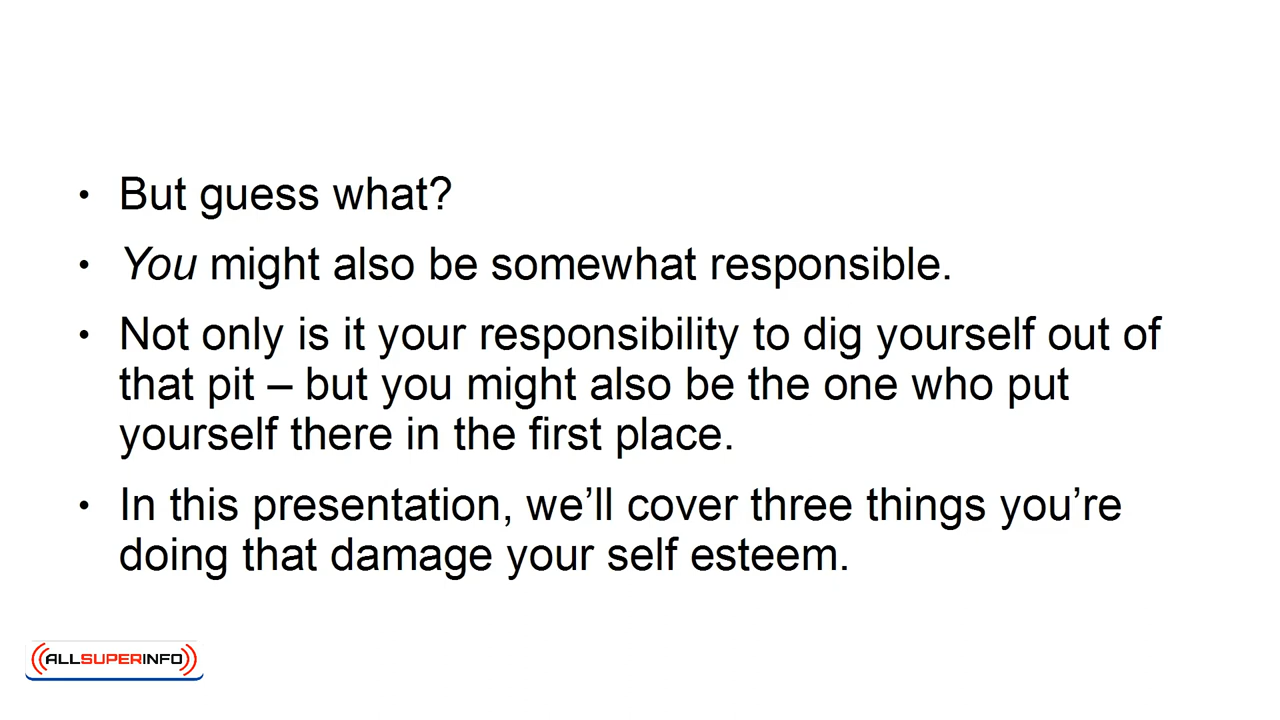 • But guess what?
• You might also be somewhat responsible.
• Not only is it your responsibility to dig yourself out of
that pit – but you might also be the one who put
yourself there in the first place.
• In this presentation, we’ll cover three things you’re
doing that damage your self esteem.
ALLSUPERINFO